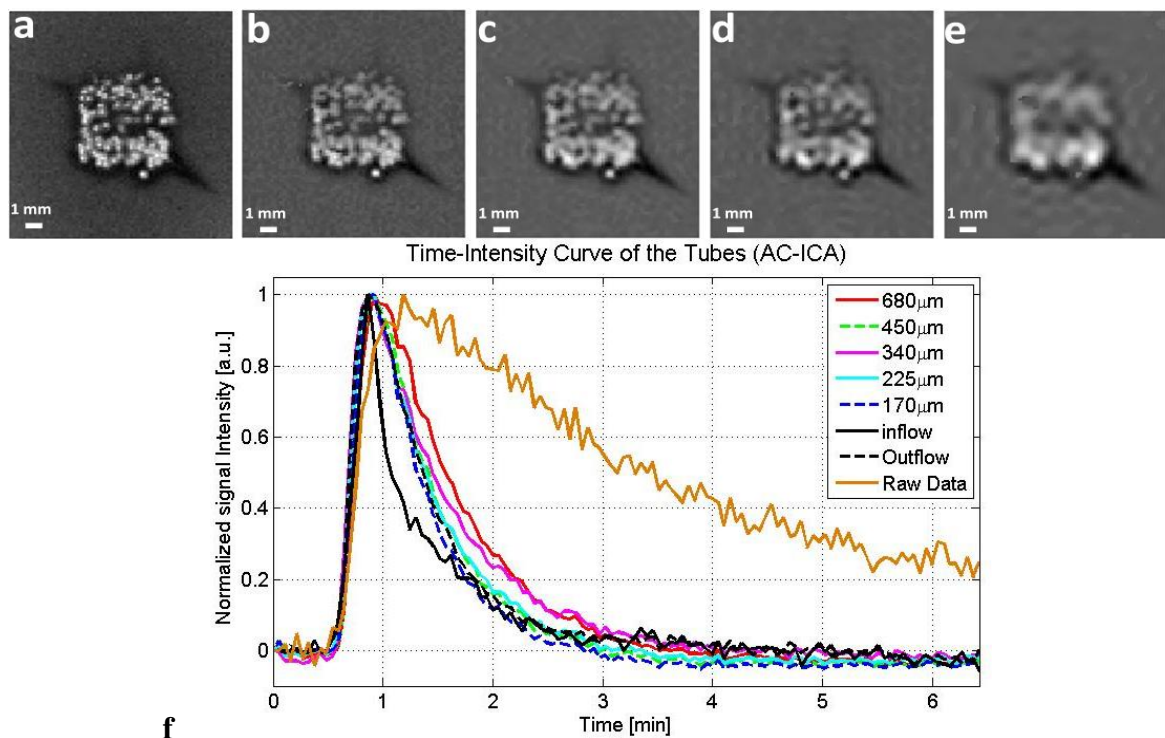 a b c d e
1 mm 1 mm 1 mm 1 mm 1 mm
Time-Intensity Curve of the Tubes (AC-ICA)
Normalized signal Intensity [a.u.]
1
0.8
0.6
0.4
0.2
0
680μm
450μm
340μm
225μm
170μm
inflow
Outflow
Raw Data
0 1 2 3 4 5 6
Time [min]
f